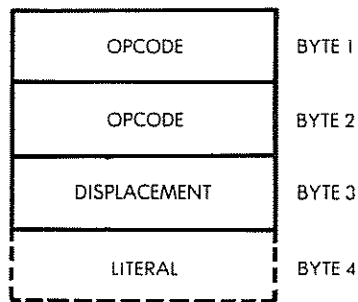 OPCODE BYTE 1
OPCODE BYTE 2
DISPLACEMENT BYTE 3
LITERAL BYTE 4